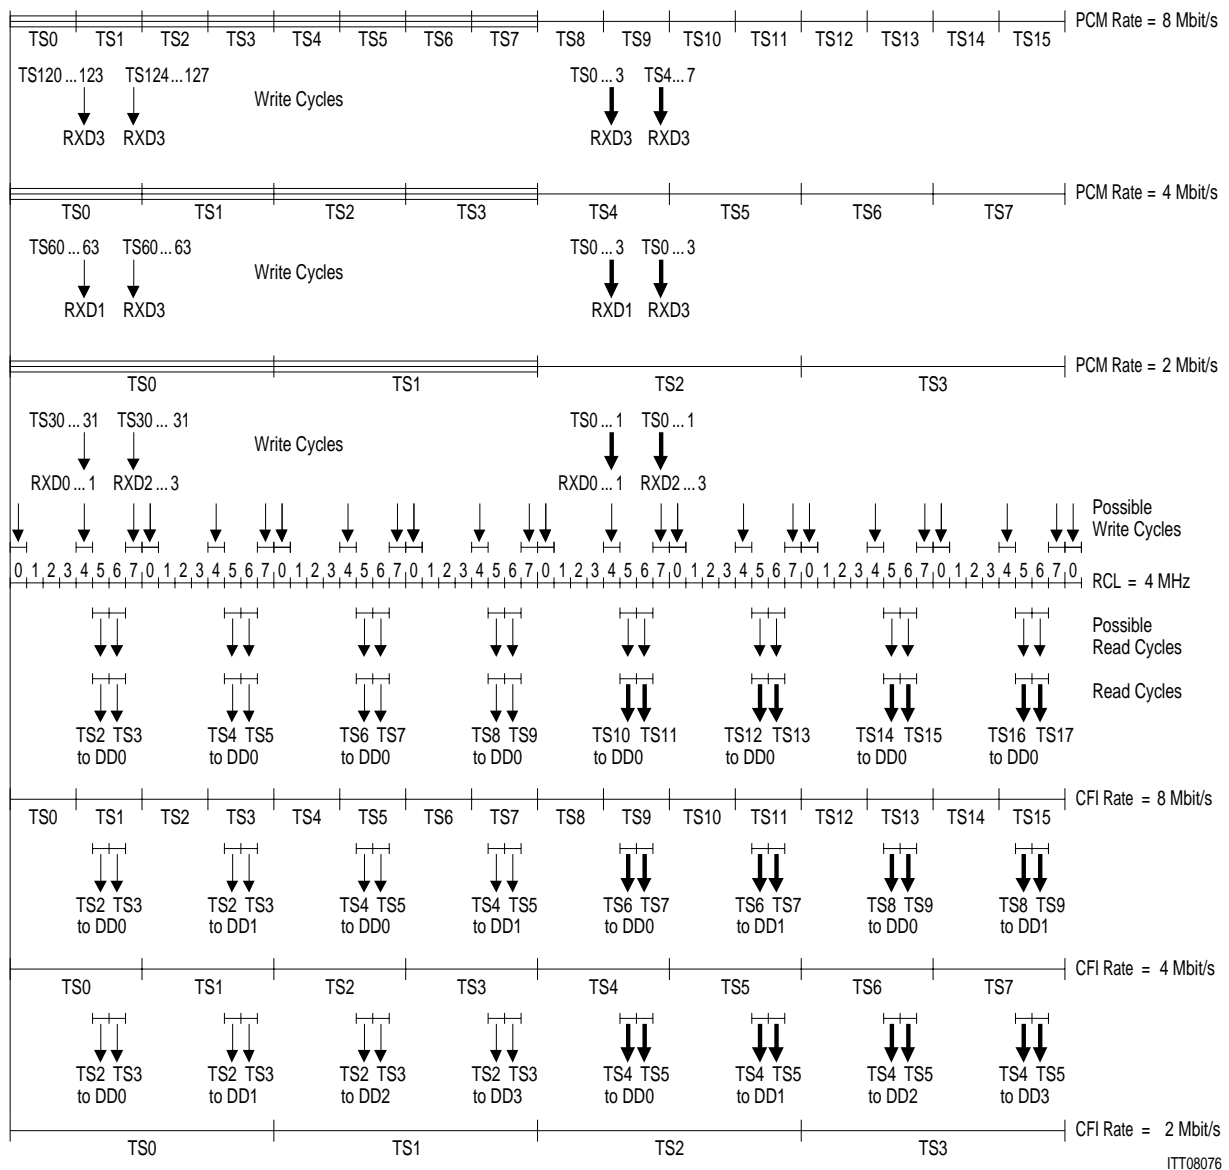 PCM Rate = 8 Mbit/s
TS0 TS1 TS2 TS3 TS4 TS5 TS6 TS7 TS8 TS9 TS10 TS11 TS12 TS13 TS14 TS15
TS120 ... 123 TS124 ... 127 TS0 ... 3 TS4 ... 7
Write Cycles
RXD3 RXD3 RXD3 RXD3
PCM Rate = 4 Mbit/s
TS0 TS1 TS2 TS3 TS4 TS5 TS6 TS7
TS60 ... 63 TS60 ... 63 TS0 ... 3 TS0 ... 3
Write Cycles
RXD1 RXD3 RXD1 RXD3
PCM Rate = 2 Mbit/s
TS0 TS1 TS2 TS3
TS30 ... 31 TS30 ... 31 TS0 ... 1 TS0 ... 1
Write Cycles
RXD0 ... 1 RXD2 ... 3 RXD0 ... 1 RXD2 ... 3
Possible
Write Cycles
0 1 2 3 4 5 6 7 0 1 2 3 4 5 6 7 0 1 2 3 4 5 6 7 0 1 2 3 4 5 6 7 0 1 2 3 4 5 6 7 0 1 2 3 4 5 6 7 0 1 2 3 4 5 6 7 0 1 2 3 4 5 6 7 0
RCL = 4 MHz
Possible
Read Cycles
Read Cycles
TS2 TS3 TS4 TS5 TS6 TS7 TS8 TS9 TS10 TS11 TS12 TS13 TS14 TS15 TS16 TS17
to DD0 to DD0 to DD0 to DD0 to DD0 to DD0 to DD0 to DD0
CFI Rate = 8 Mbit/s
TS0 TS1 TS2 TS3 TS4 TS5 TS6 TS7 TS8 TS9 TS10 TS11 TS12 TS13 TS14 TS15
TS2 TS3 TS2 TS3 TS4 TS5 TS4 TS5 TS6 TS7 TS6 TS7 TS8 TS9 TS8 TS9
to DD0 to DD1 to DD0 to DD1 to DD0 to DD1 to DD0 to DD1
CFI Rate = 4 Mbit/s
TS0 TS1 TS2 TS3 TS4 TS5 TS6 TS7
TS2 TS3 TS2 TS3 TS2 TS3 TS2 TS3 TS4 TS5 TS4 TS5 TS4 TS5 TS4 TS5
to DD0 to DD1 to DD2 to DD3 to DD0 to DD1 to DD2 to DD3
CFI Rate = 2 Mbit/s
TS0 TS1 TS2 TS3
ITT08076